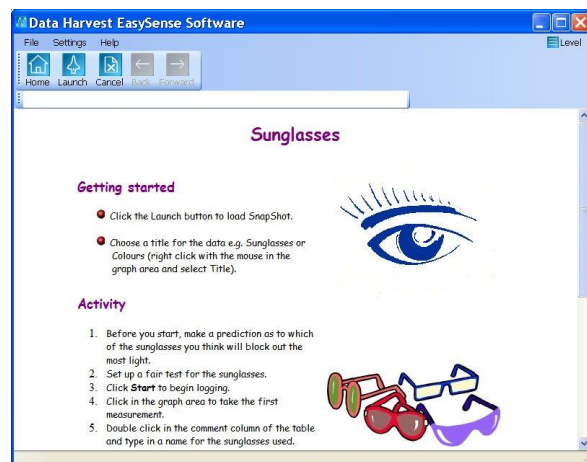 Data Harvest EasySense Software
File Settings Help
Level
Home Launch Cancel Back Forward
Sunglasses
Getting started
Click the Launch button to load SnapShot.
Choose a title for the data e.g. Sunglasses or
Colours (right click with the mouse in the
graph area and select Title).
Activity
1. Before you start, make a prediction as to which
of the sunglasses you think will block out the
most light.
2. Set up a fair test for the sunglasses.
3. Click Start to begin logging.
4. Click in the graph area to take the first
measurement.
5. Double click in the comment column of the table
and type in a name for the sunglasses used.